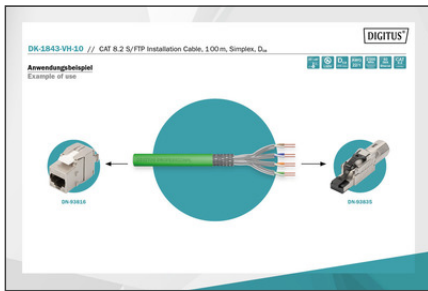 DIGITUS®
DK-1843-VH-10 // CAT 8.2 S/FTP Installation Cable, 100 m, Simplex, Dca
Anwendungsbeispiel
Example of use
DN-93616
DN-93635